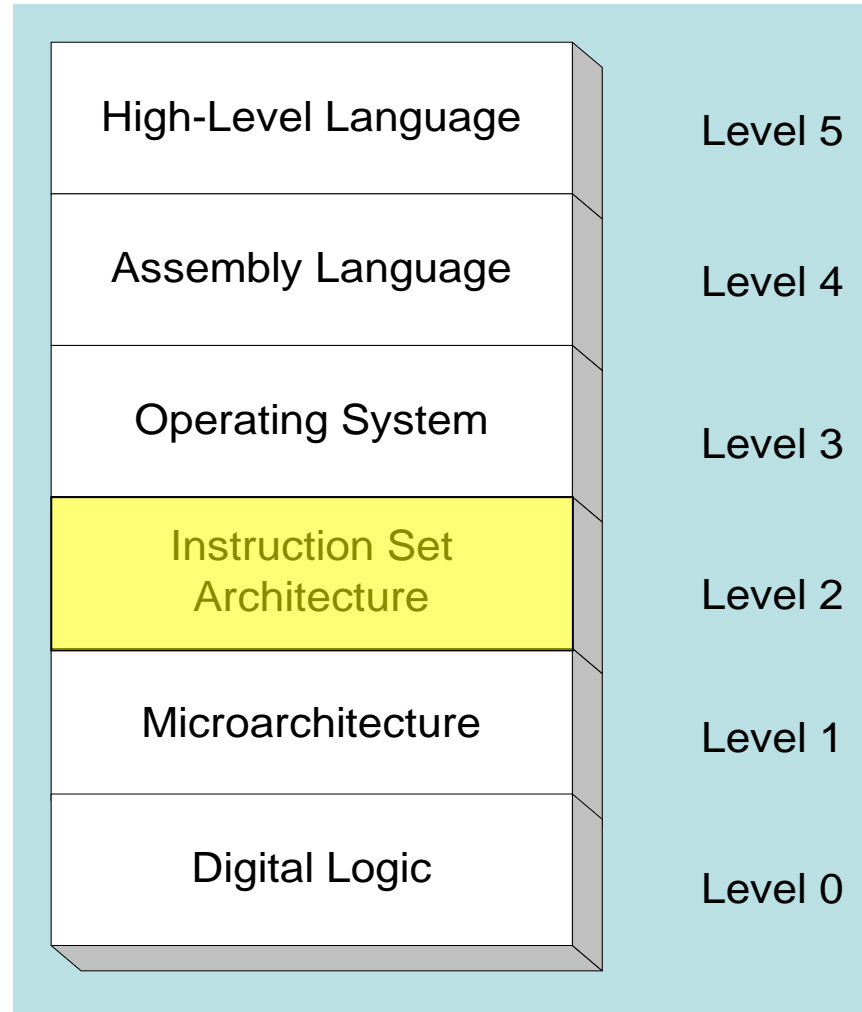 High-Level Language
Level 5
Assembly Language
Level 4
Operating System
Level 3
Instruction Set
Architecture
Level 2
Microarchitecture
Level 1
Digital Logic
Level 0